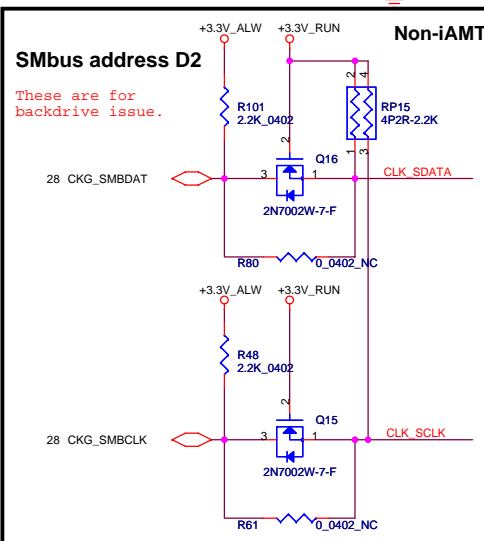 +3.3V_ALW +3.3V_RUN Non-iAMT
SMbus address D2
These are for
backdrive issue.
R101
2.2K_0402
2 4
RP15
4P2R-2.2K
2
1 3
Q16
28 CKG_SMBDAT
3 1
CLK_SDATA
2N7002W-7-F
R80 0_0402_NC
+3.3V_ALW +3.3V_RUN
R48
2.2K_0402
2
Q15
28 CKG_SMBCLK
3 1
CLK_SCLK
2N7002W-7-F
R61 0_0402_NC